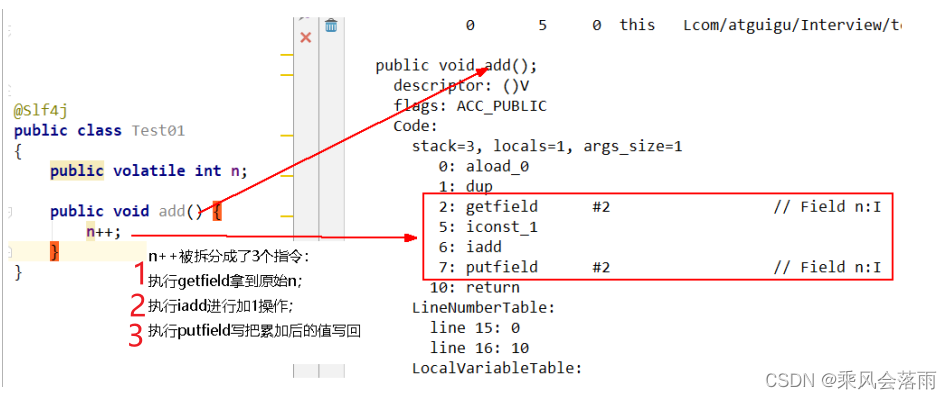 @Slf4j
public class Test01
{
public volatile int n;
public void add() {
n++;
}
}
n++被拆分成了3个指令:
1 执行getfield拿到原始n;
2 执行iadd进行加1操作;
3 执行putfield写把累加后的值写回
0 5 0 this Lcom/atguigu/Interview/t
public void add();
descriptor: ()V
flags: ACC_PUBLIC
Code:
stack=3, locals=1, args_size=1
0: aload_0
1: dup
2: getfield #2 // Field n:I
5: iconst_1
6: iadd
7: putfield #2 // Field n:I
10: return
LineNumberTable:
line 15: 0
line 16: 10
LocalVariableTable:
CSDN @乘风会落雨